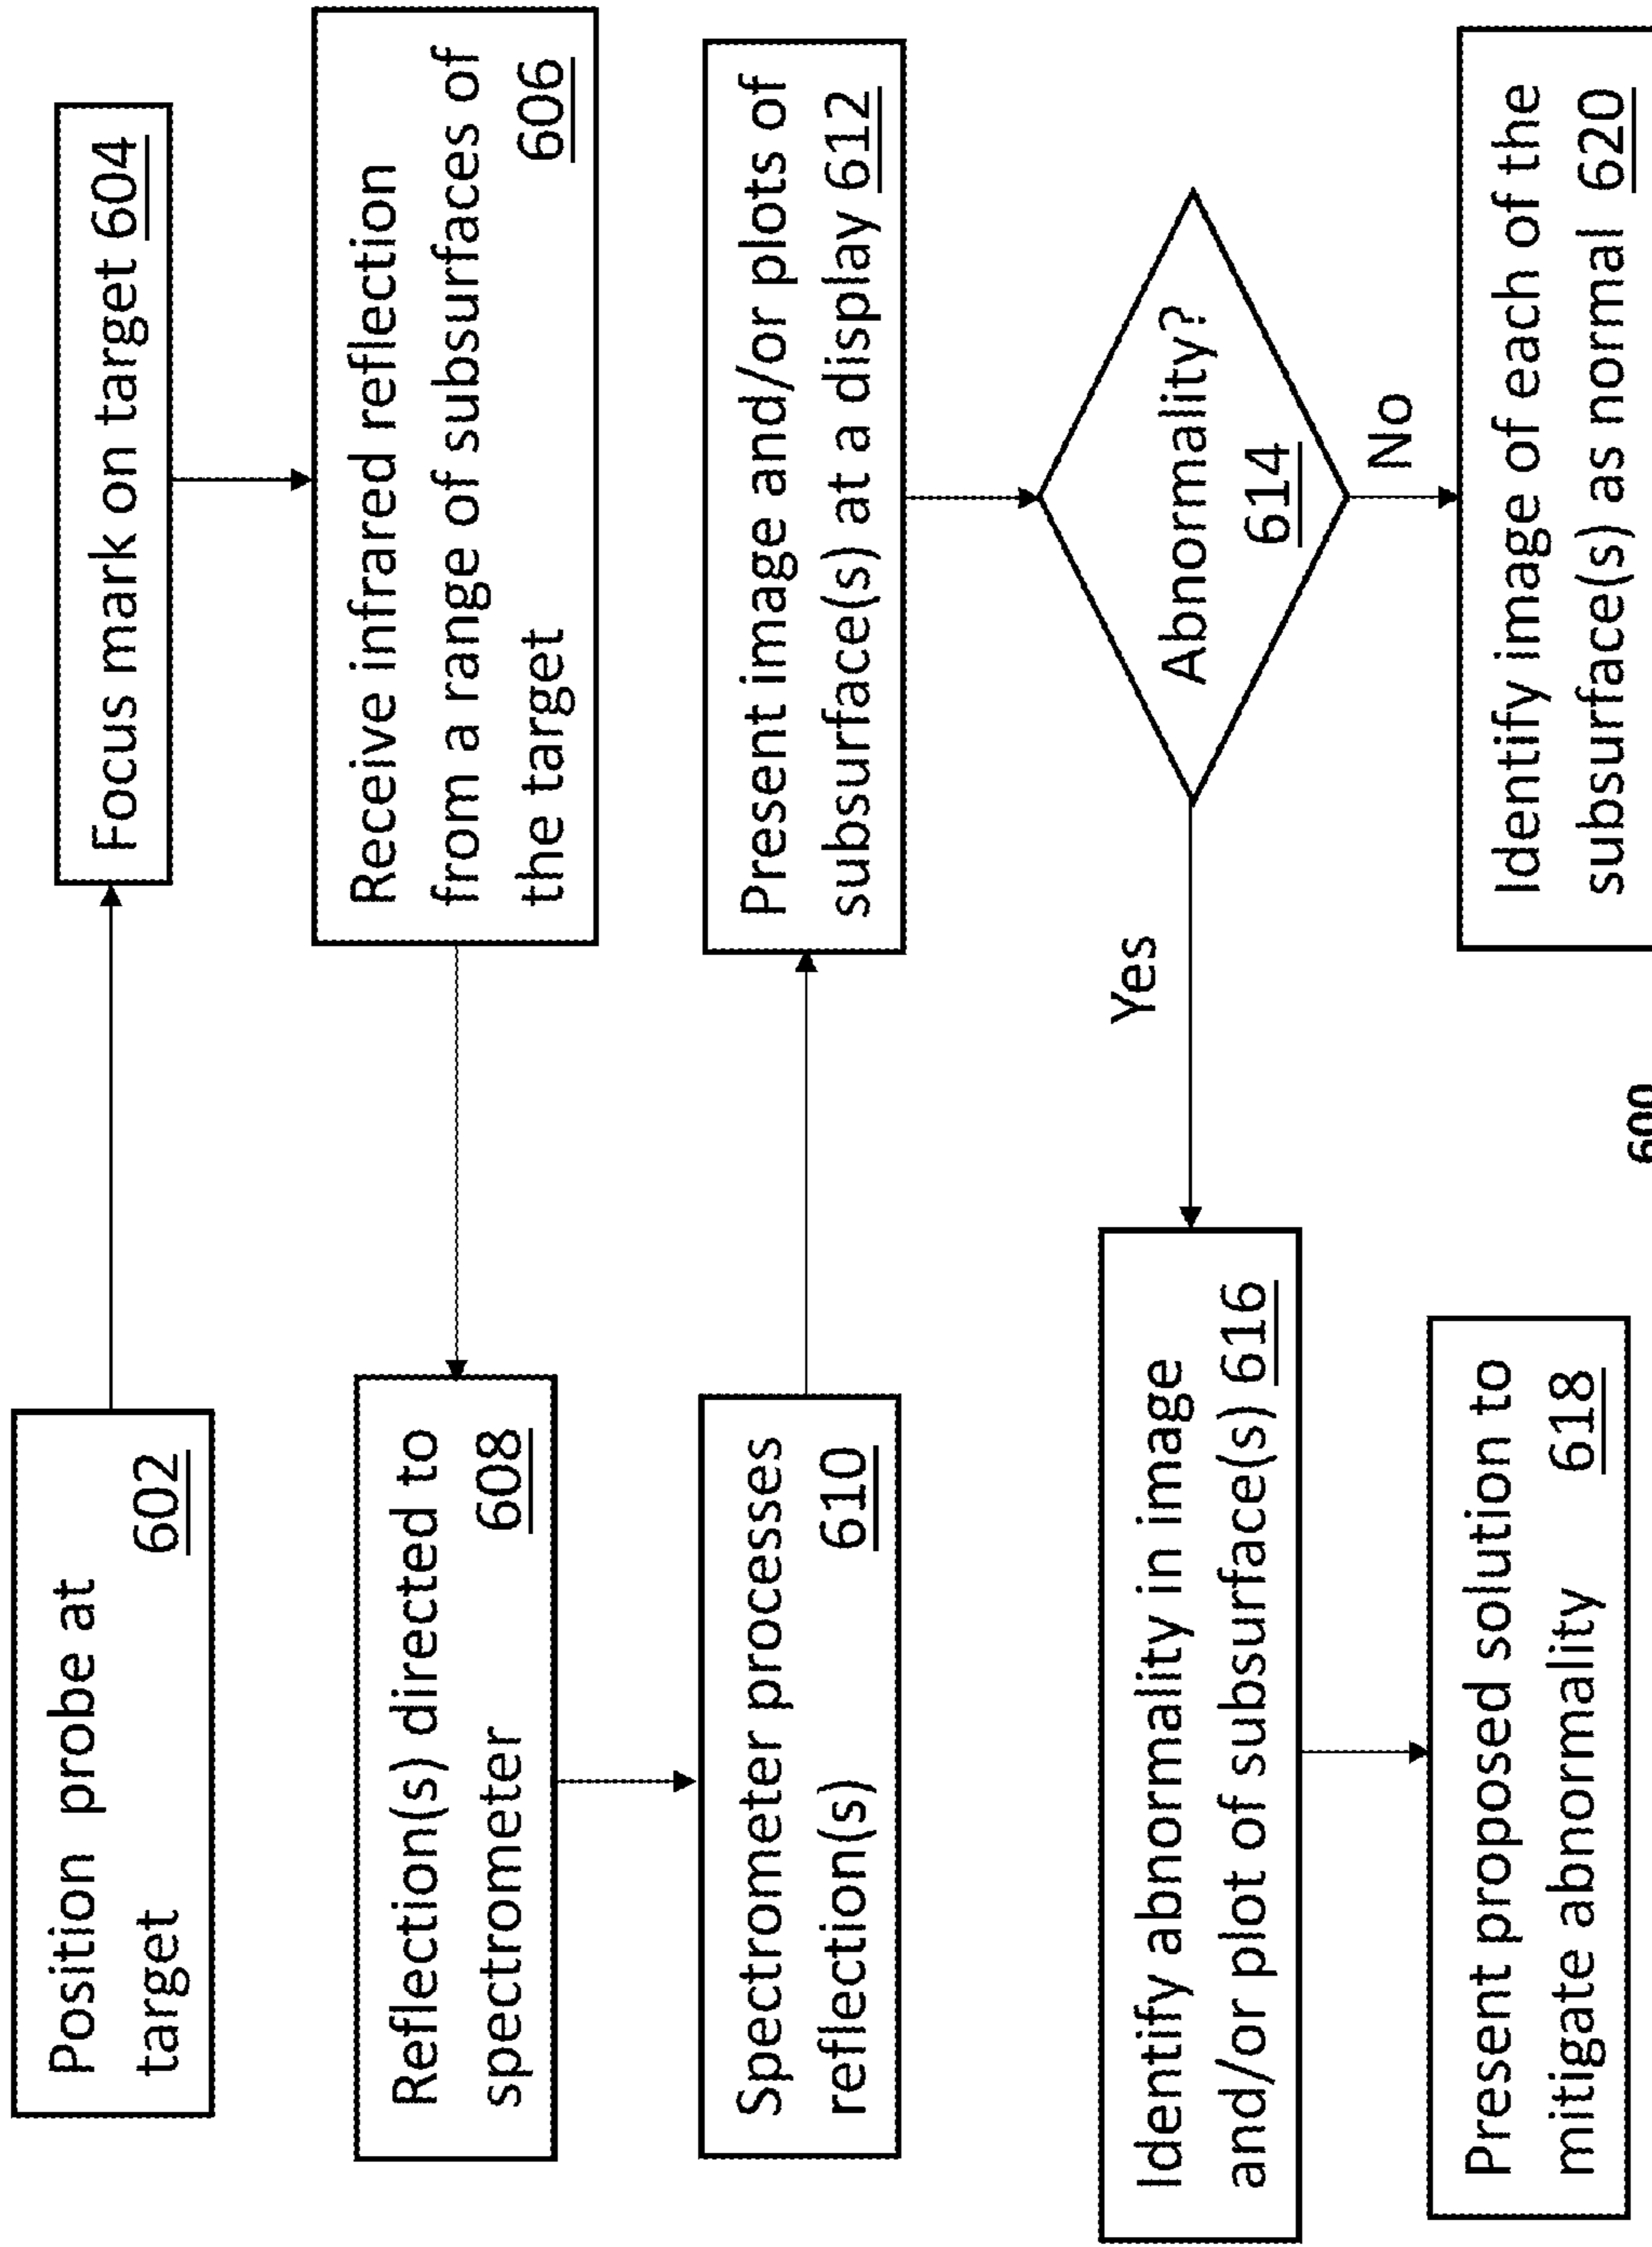 Position probe at
target 602
Focus mark on target 604
Receive infrared reflection
from a range of subsurfaces of
the target 606
Reflection(s) directed to
spectrometer 608
Spectrometer processes
reflection(s) 610
Present image and/or plots of
subsurface(s) at a display 612
Abnormality?
614
Yes
No
Identify abnormality in image
and/or plot of subsurface(s) 616
Present proposed solution to
mitigate abnormality 618
Identify image of each of the
subsurface(s) as normal 620
600